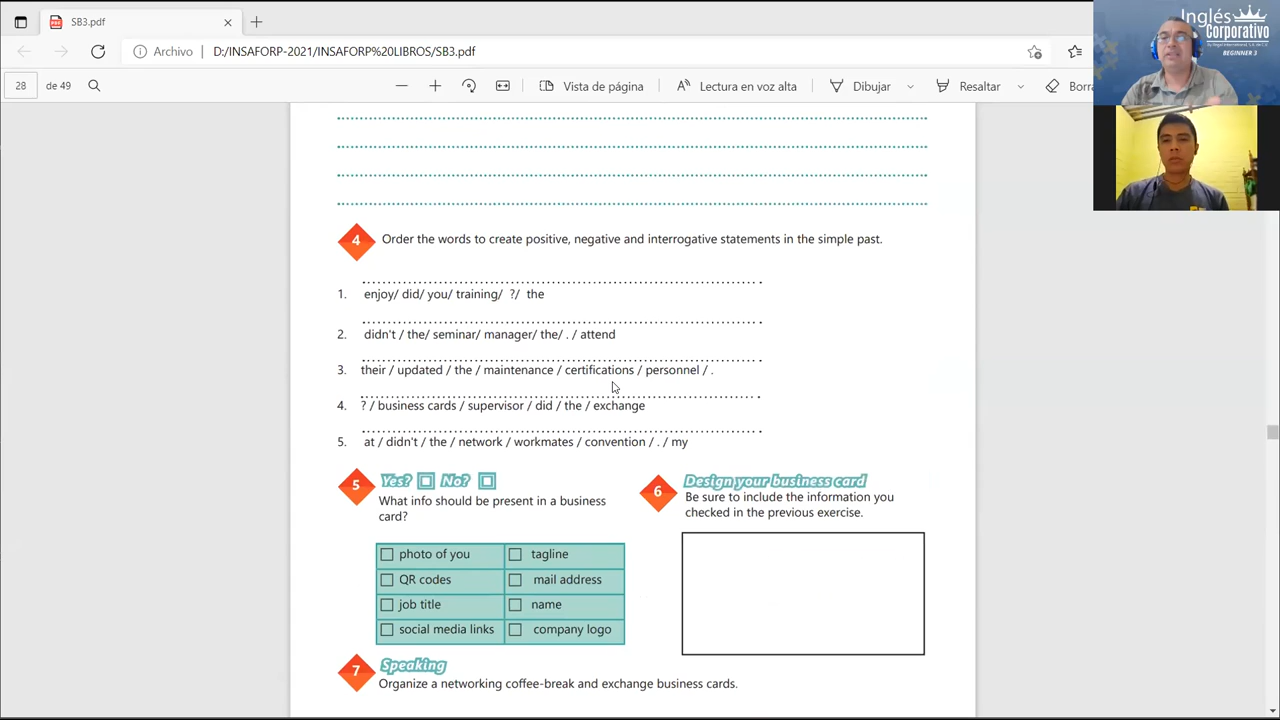 SB3.pdf
Archivo D:/INSAFORP-2021/INSAFORP%20LIBROS/SB3.pdf
28 de 49 Vista de página Lectura en voz alta Dibujar Resaltar
Inglés
Corporativo
BEGINNER 3
4 Order the words to create positive, negative and interrogative statements in the simple past.
1. enjoy/ did/ you/ training/ ?/ the
2. didn't / the/ seminar/ manager/ the/ . / attend
3. their / updated / the / maintenance / certifications / personnel / .
4. ? / business cards / supervisor / did / the / exchange
5. at / didn't / the / network / workmates / convention / . / my
5 Yes? No?
What info should be present in a business
card?
photo of you tagline
QR codes mail address
job title name
social media links company logo
6 Design your business card
Be sure to include the information you
checked in the previous exercise.
7 Speaking
Organize a networking coffee-break and exchange business cards.